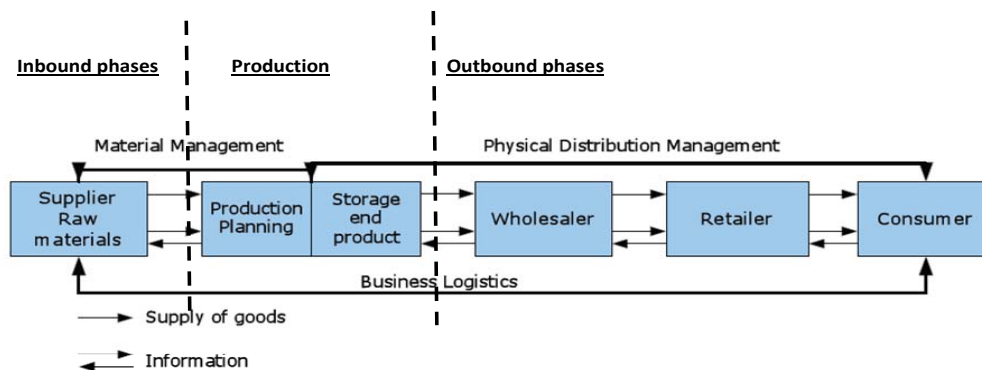 Inbound phases
Production
Outbound phases
Material Management
Physical Distribution Management
Supplier
Raw
materials
Production
Planning
Storage
end
product
Wholesaler
Retailer
Consumer
Business Logistics
Supply of goods
Information